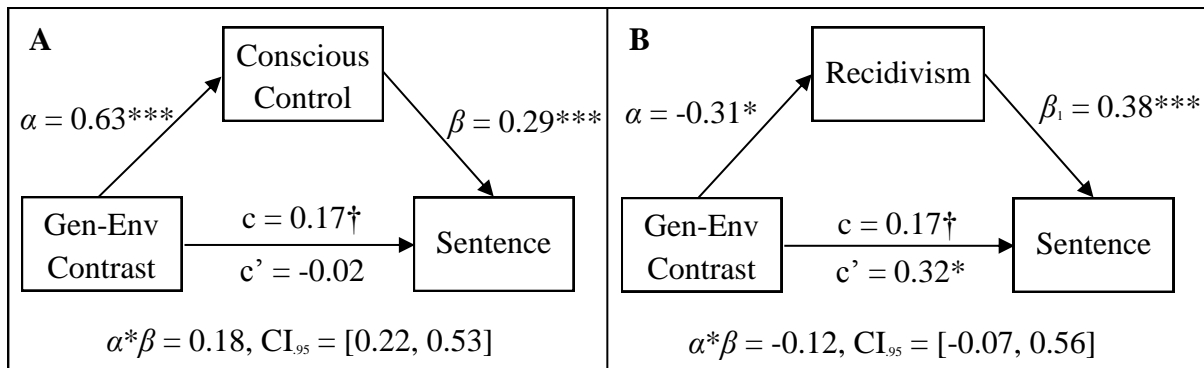 A
Conscious
Control
α = 0.63***
β = 0.29***
Gen-Env
Contrast
c = 0.17†
c’ = -0.02
Sentence
α*β = 0.18, CI.95 = [0.22, 0.53]
B
Recidivism
α = -0.31*
β₁ = 0.38***
Gen-Env
Contrast
c = 0.17†
c’ = 0.32*
Sentence
α*β = -0.12, CI.95 = [-0.07, 0.56]